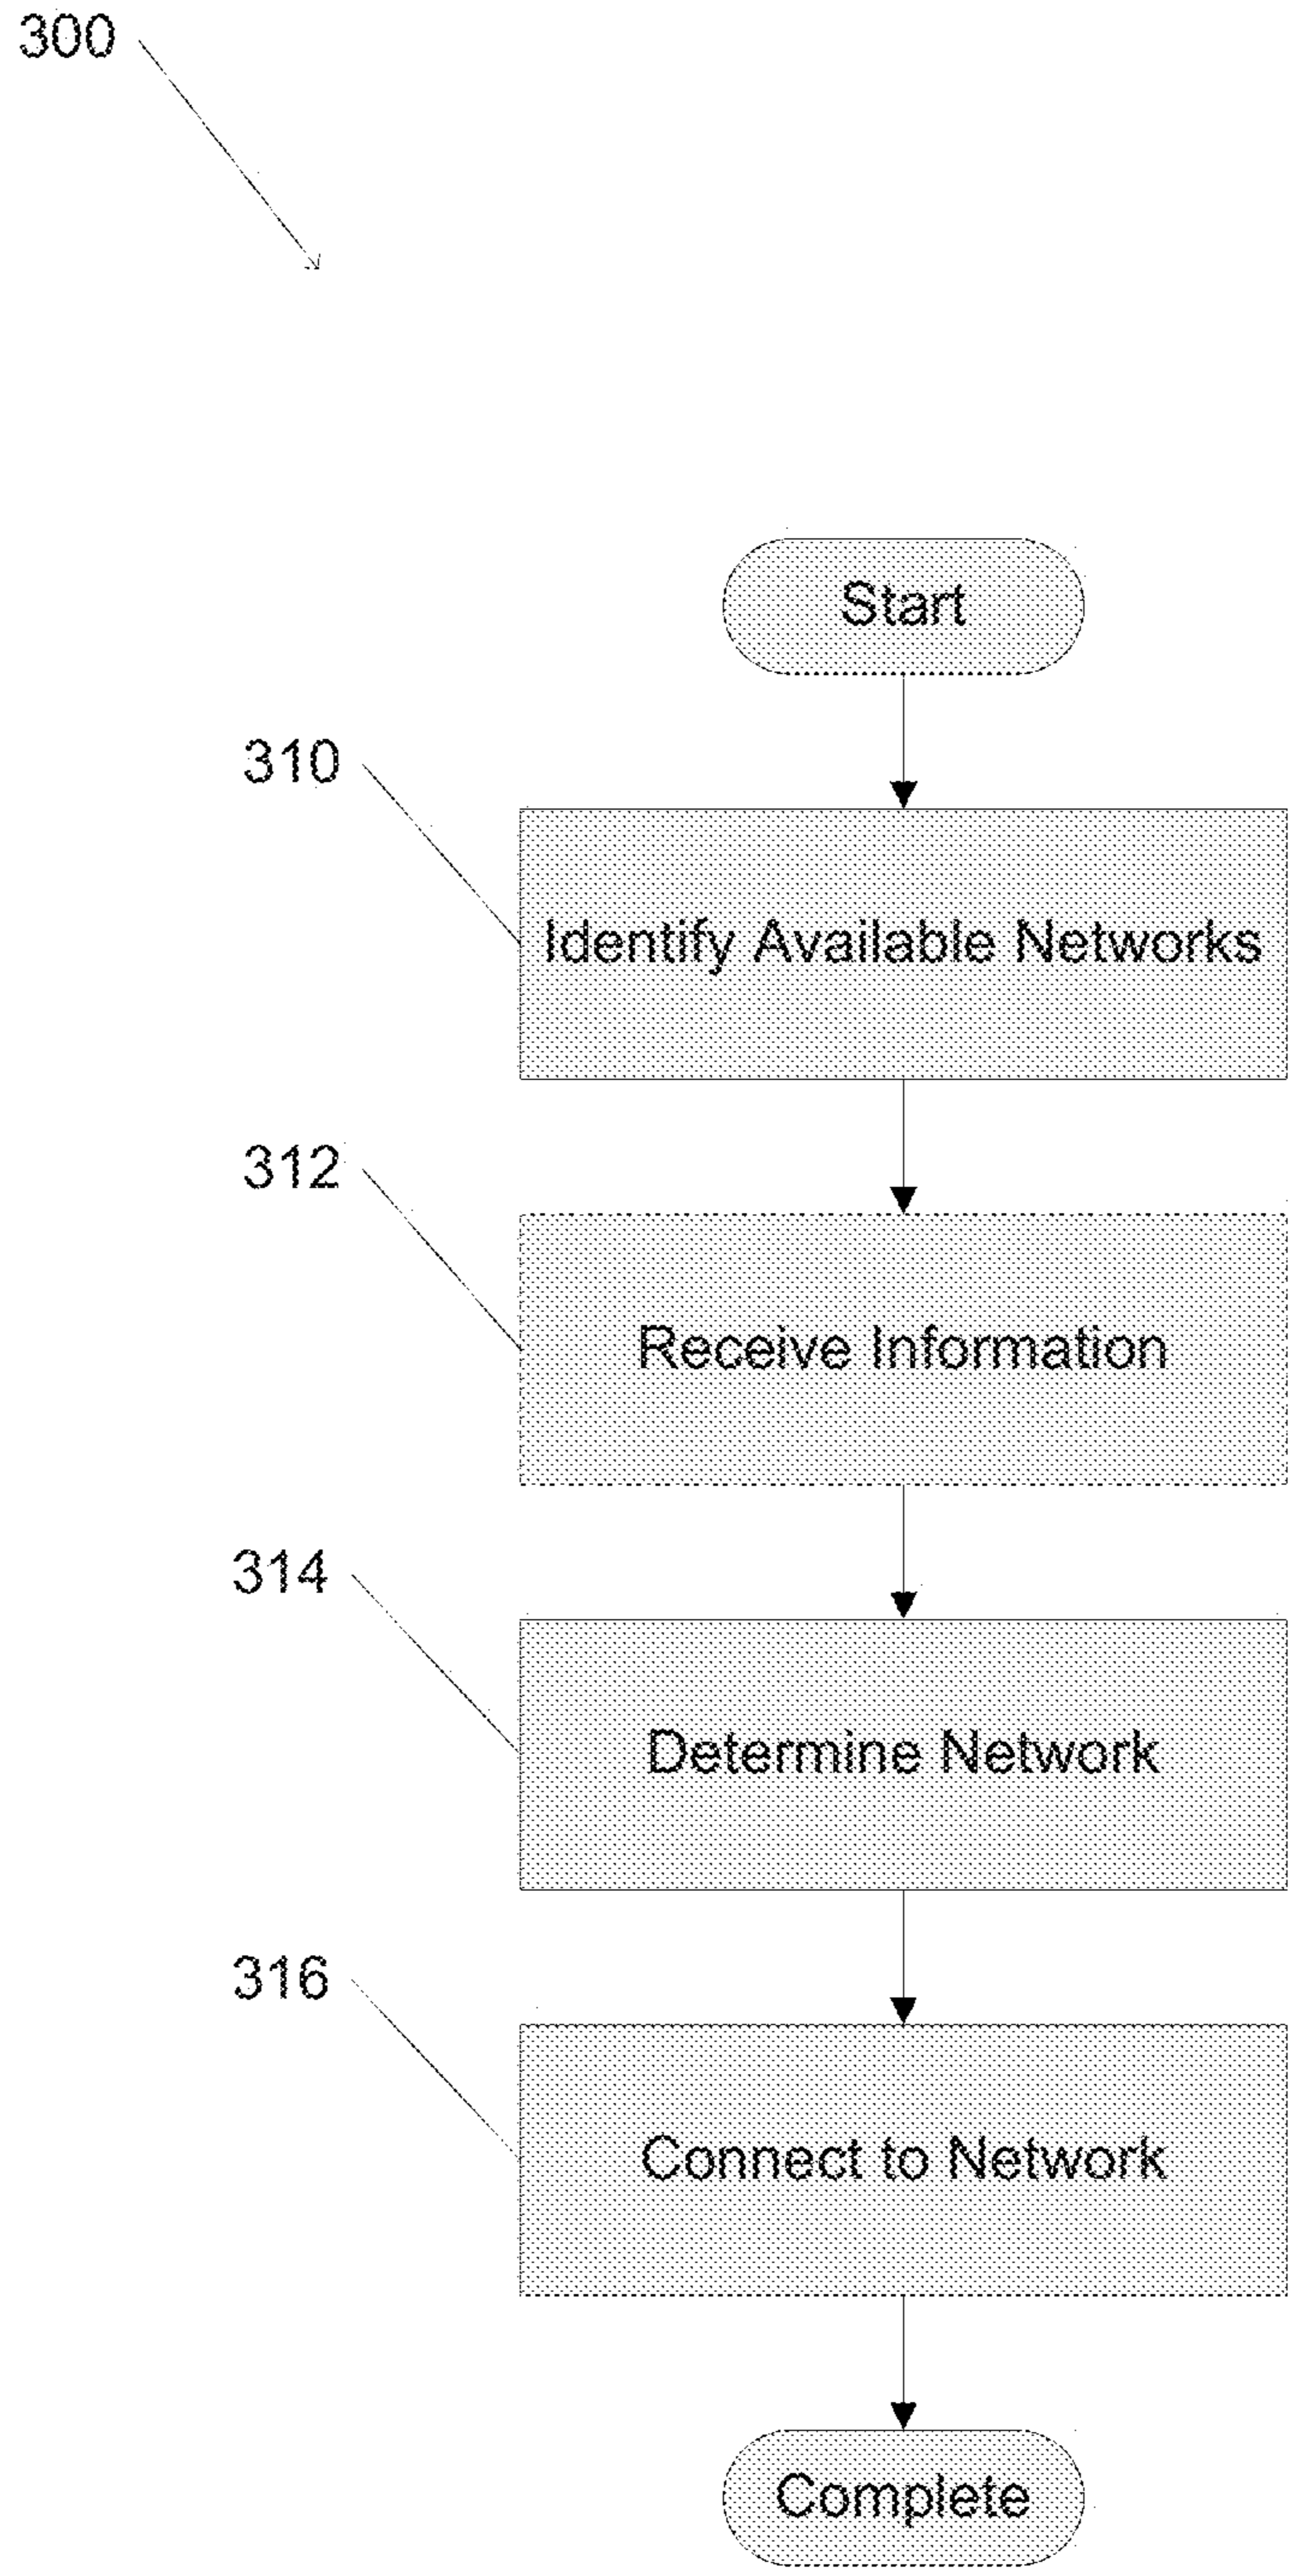 300
Start
310
Identify Available Networks
312
Receive Information
314
Determine Network
316
Connect to Network
Complete